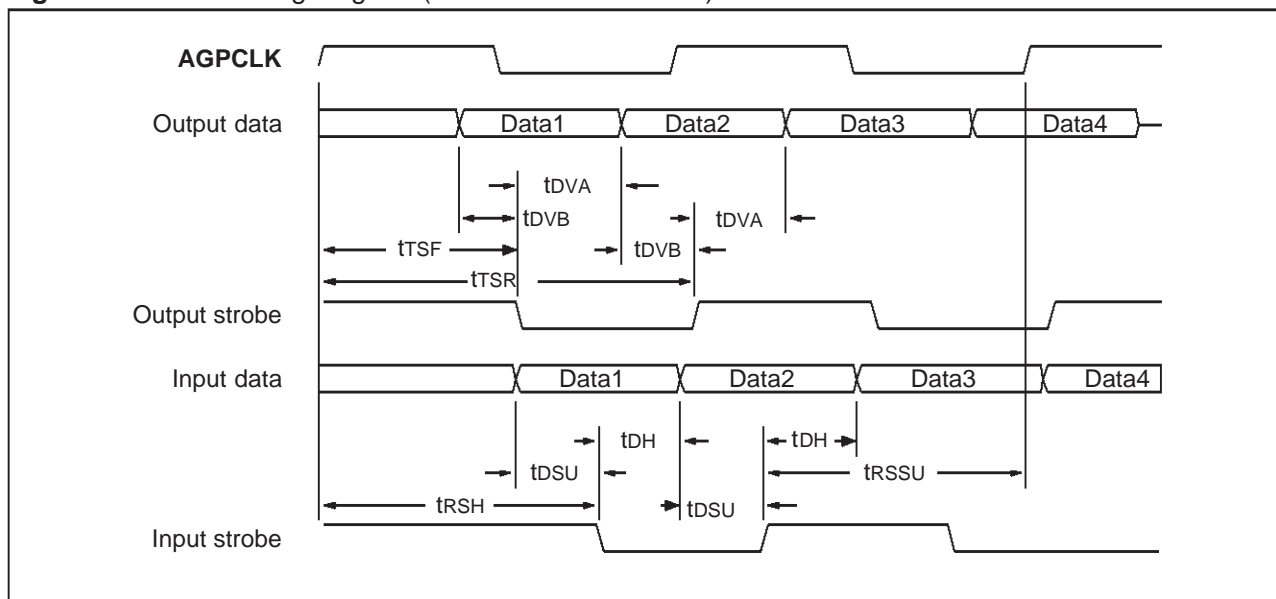 AGPCLK
Output data
Data1 Data2 Data3 Data4
tDVA
tDVB tDVA
tTSF tDVB
tTSR
Output strobe
Input data
Data1 Data2 Data3 Data4
tDH tDH
tDSU tRSSU
tRSH tDSU
Input strobe